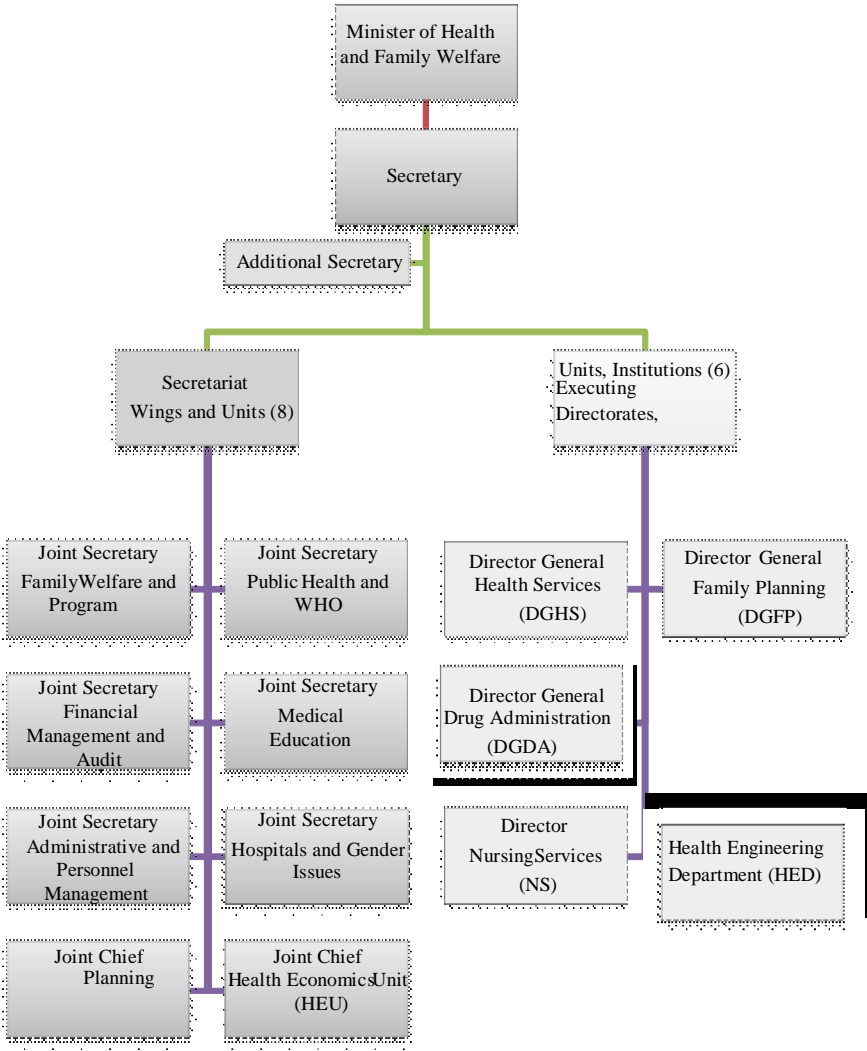 Minister of Health
and Family Welfare
Secretary
Additional Secretary
Secretariat
Wings and Units (8)
Units, Institutions (6)
Executing
Directorates,
Joint Secretary
FamilyWelfare and
Program
Joint Secretary
Public Health and
WHO
Director General
Health Services
(DGHS)
Director General
Family Planning
(DGFP)
Joint Secretary
Financial
Management and
Audit
Joint Secretary
Medical
Education
Director General
Drug Administration
(DGDA)
Joint Secretary
Administrative and
Personnel
Management
Joint Secretary
Hospitals and Gender
Issues
Director
NursingServices
(NS)
Health Engineering
Department (HED)
Joint Chief
Planning
Joint Chief
Health EconomicsUnit
(HEU)